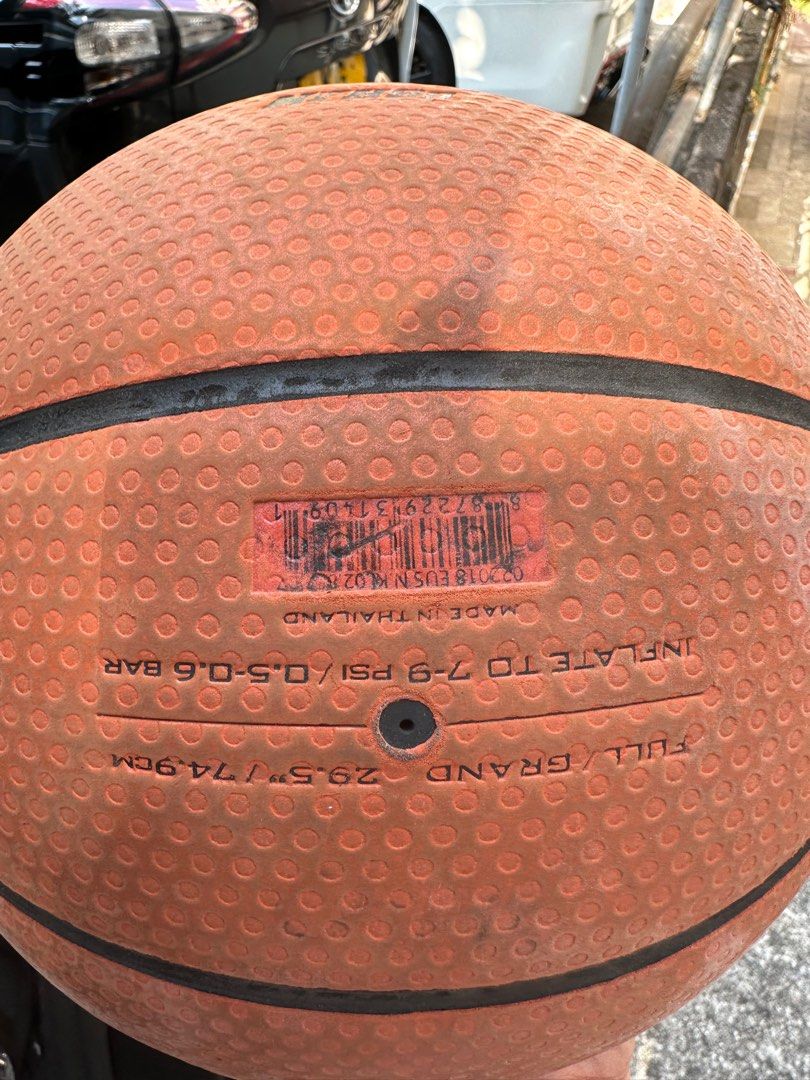 FULL/GRAND 29.5"/74.9CM
INFLATE TO 7-9 PSI/0.5-0.6 BAR
MADE IN THAILAND
8 87229 31409 1